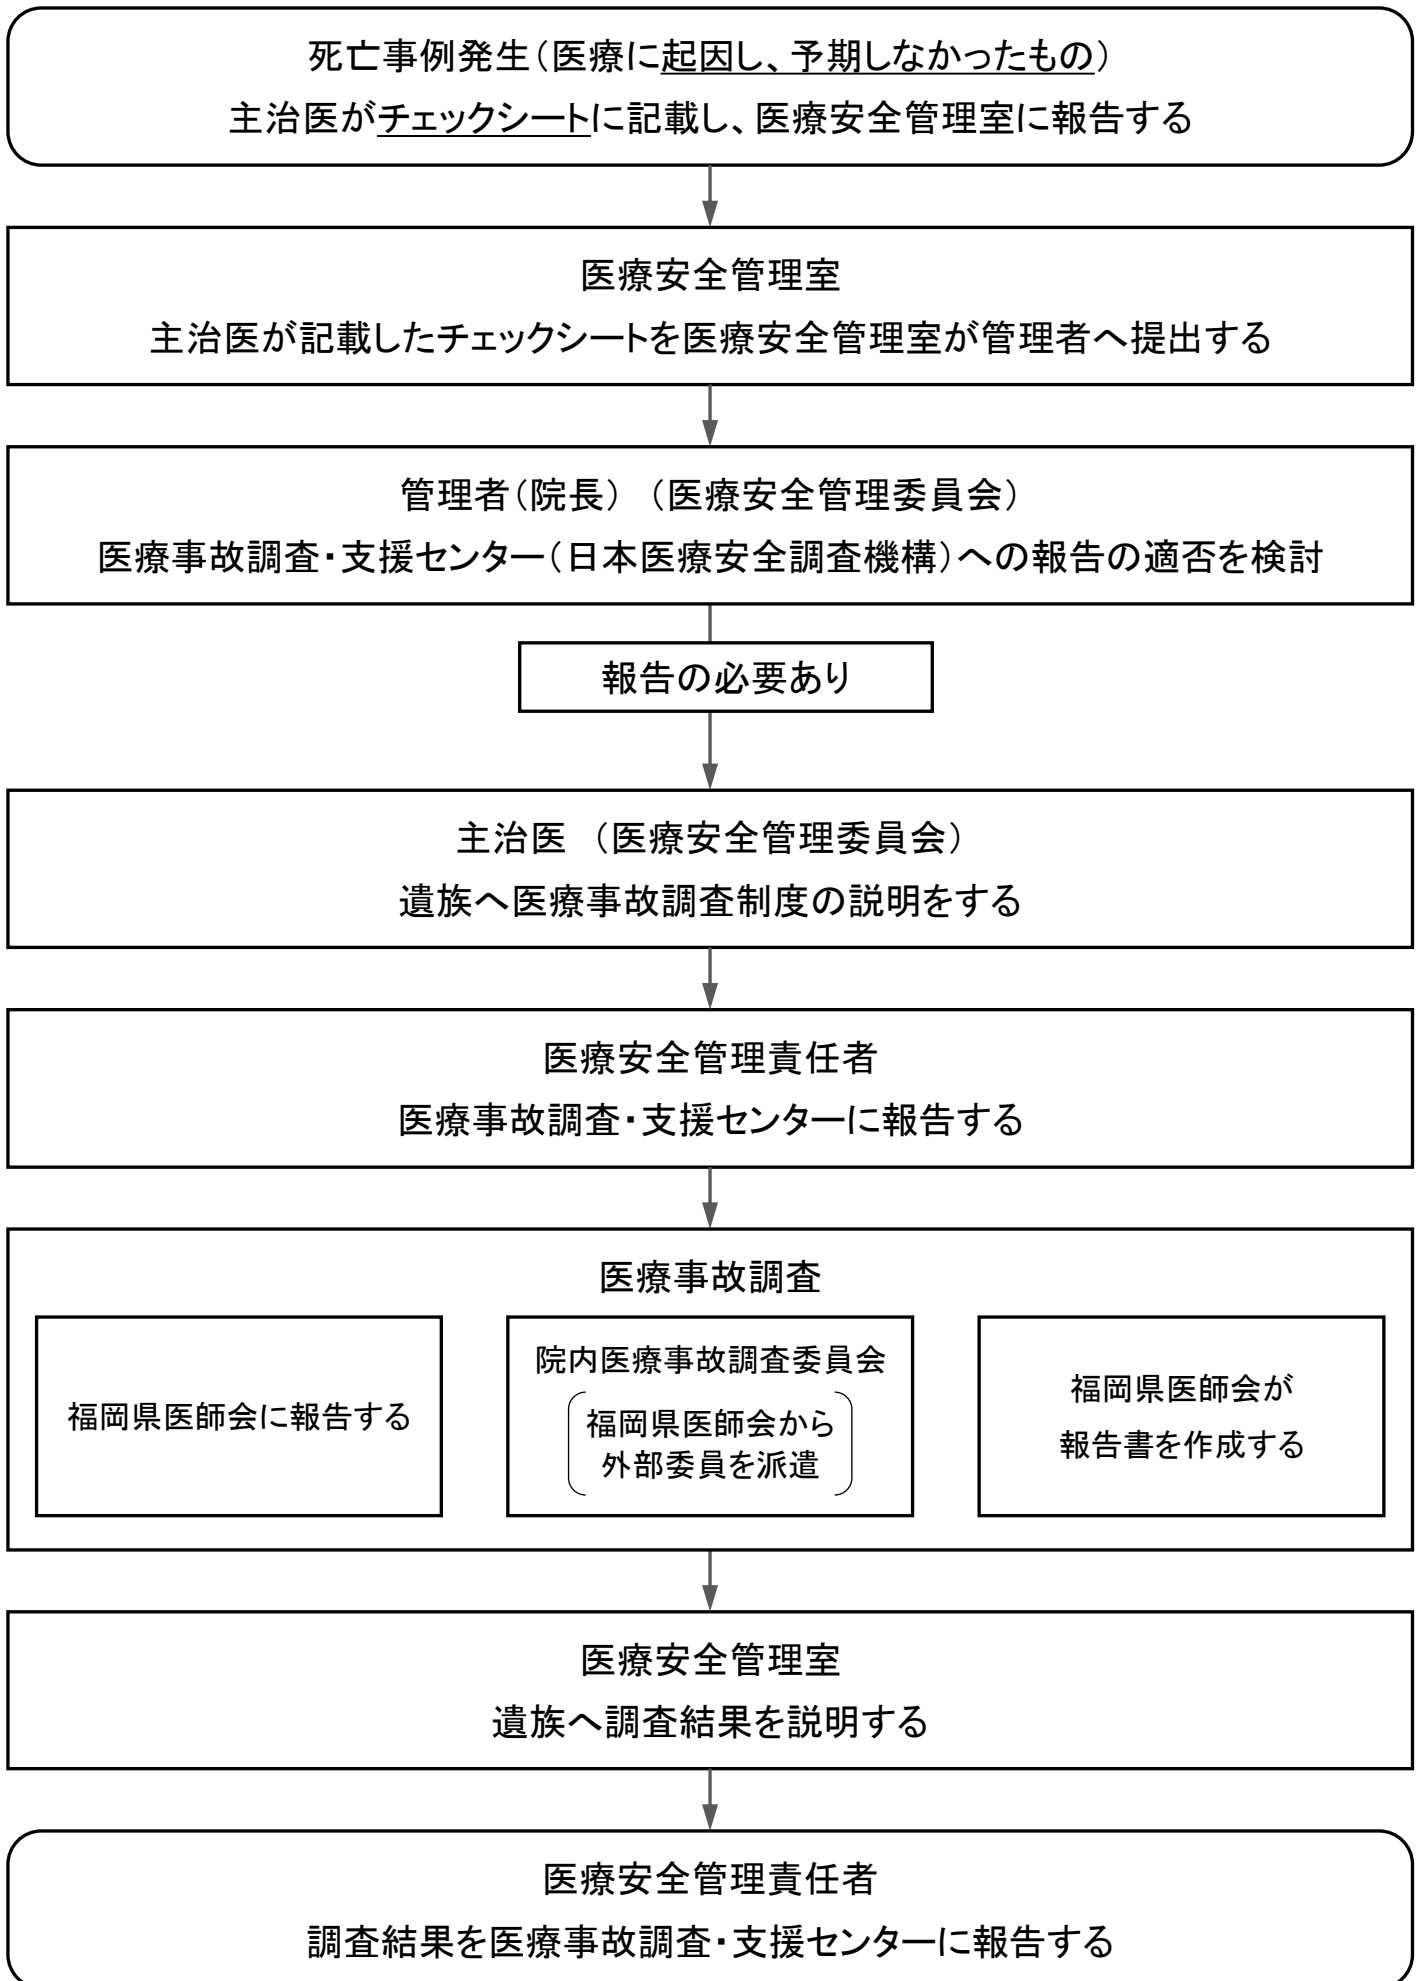 死亡事例発生（医療に起因し、予期しなかったもの）
主治医がチェックシートに記載し、医療安全管理室に報告する
医療安全管理室
主治医が記載したチェックシートを医療安全管理室が管理者へ提出する
管理者（院長）　（医療安全管理委員会）
医療事故調査・支援センター（日本医療安全調査機構）への報告の適否を検討
報告の必要あり
主治医　（医療安全管理委員会）
遺族へ医療事故調査制度の説明をする
医療安全管理責任者
医療事故調査・支援センターに報告する
医療事故調査
福岡県医師会に報告する
院内医療事故調査委員会
福岡県医師会から
外部委員を派遣
福岡県医師会が
報告書を作成する
医療安全管理室
遺族へ調査結果を説明する
医療安全管理責任者
調査結果を医療事故調査・支援センターに報告する